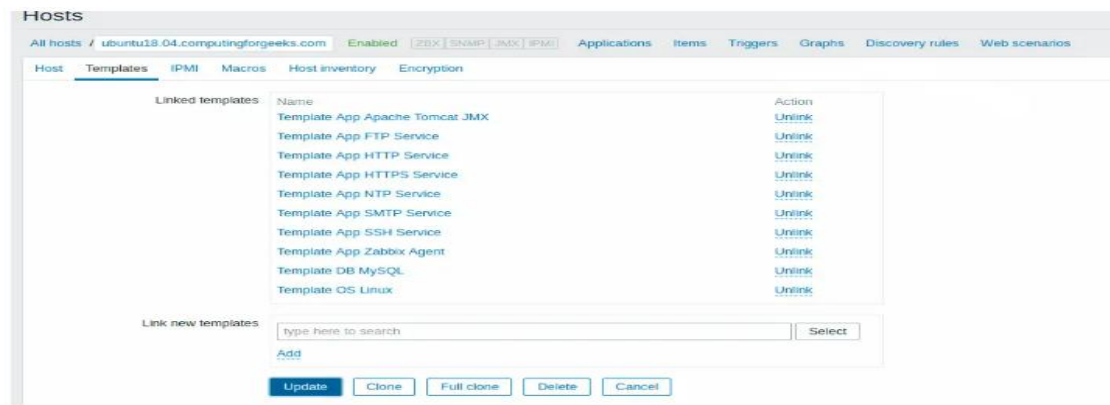 Hosts
All hosts / ubuntu18.04.computingforgeeks.com Enabled ZBX SNMP JMX IPMI Applications Items Triggers Graphs Discovery rules Web scenarios
Host Templates IPMI Macros Host inventory Encryption
Linked templates Name Action
Template App Apache Tomcat JMX Unlink
Template App FTP Service Unlink
Template App HTTP Service Unlink
Template App HTTPS Service Unlink
Template App NTP Service Unlink
Template App SMTP Service Unlink
Template App SSH Service Unlink
Template App Zabbix Agent Unlink
Template DB MySQL Unlink
Template OS Linux Unlink
Link new templates type here to search Select
Add
Update Clone Full clone Delete Cancel